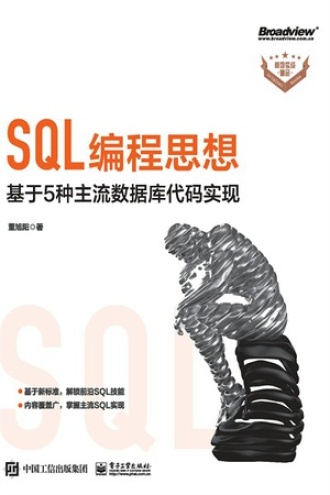 Broadview
www.broadview.com.cn
SQL编程思想
基于5种主流数据库代码实现
董旭阳◎著
SQL
基于新标准,解锁前沿SQL技能
内容覆盖广,掌握主流SQL实现
中国工信出版集团
电子工业出版社